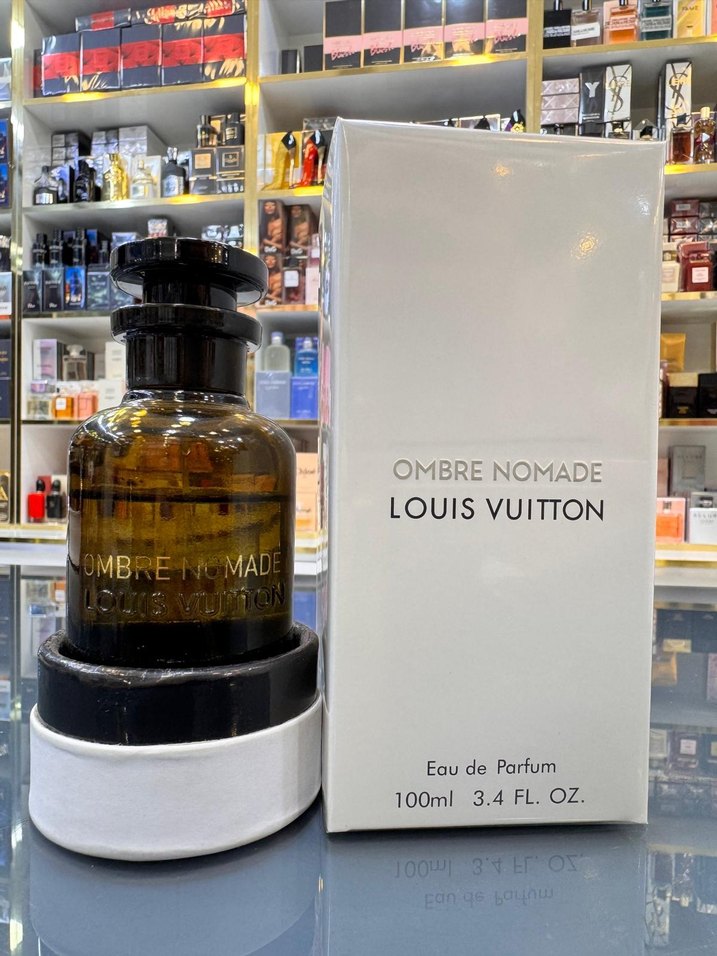 OMBRE NOMADE
LOUIS VUITTON
OMBRE NOMADE
LOUIS VUITTON
Eau de Parfum
100ml 3.4 FL. OZ.